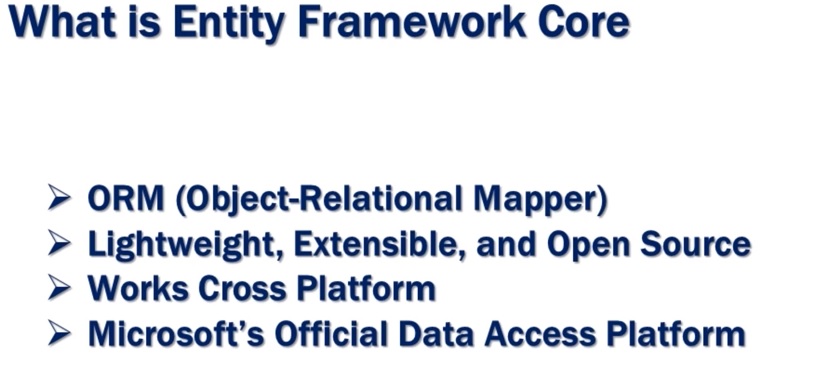 What is Entity Framework Core
➢ ORM (Object-Relational Mapper)
➢ Lightweight, Extensible, and Open Source
➢ Works Cross Platform
➢ Microsoft’s Official Data Access Platform